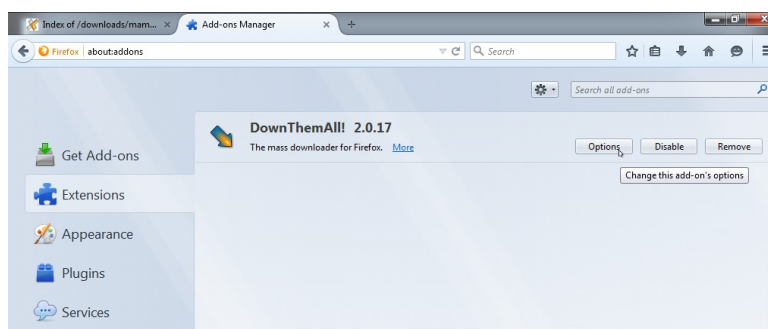 Index of /downloads/mam... ×
Add-ons Manager ×
Firefox about:addons
Search
Search all add-ons
DownThemAll! 2.0.17
The mass downloader for Firefox. More
Options Disable Remove
Change this add-on's options
Get Add-ons
Extensions
Appearance
Plugins
Services